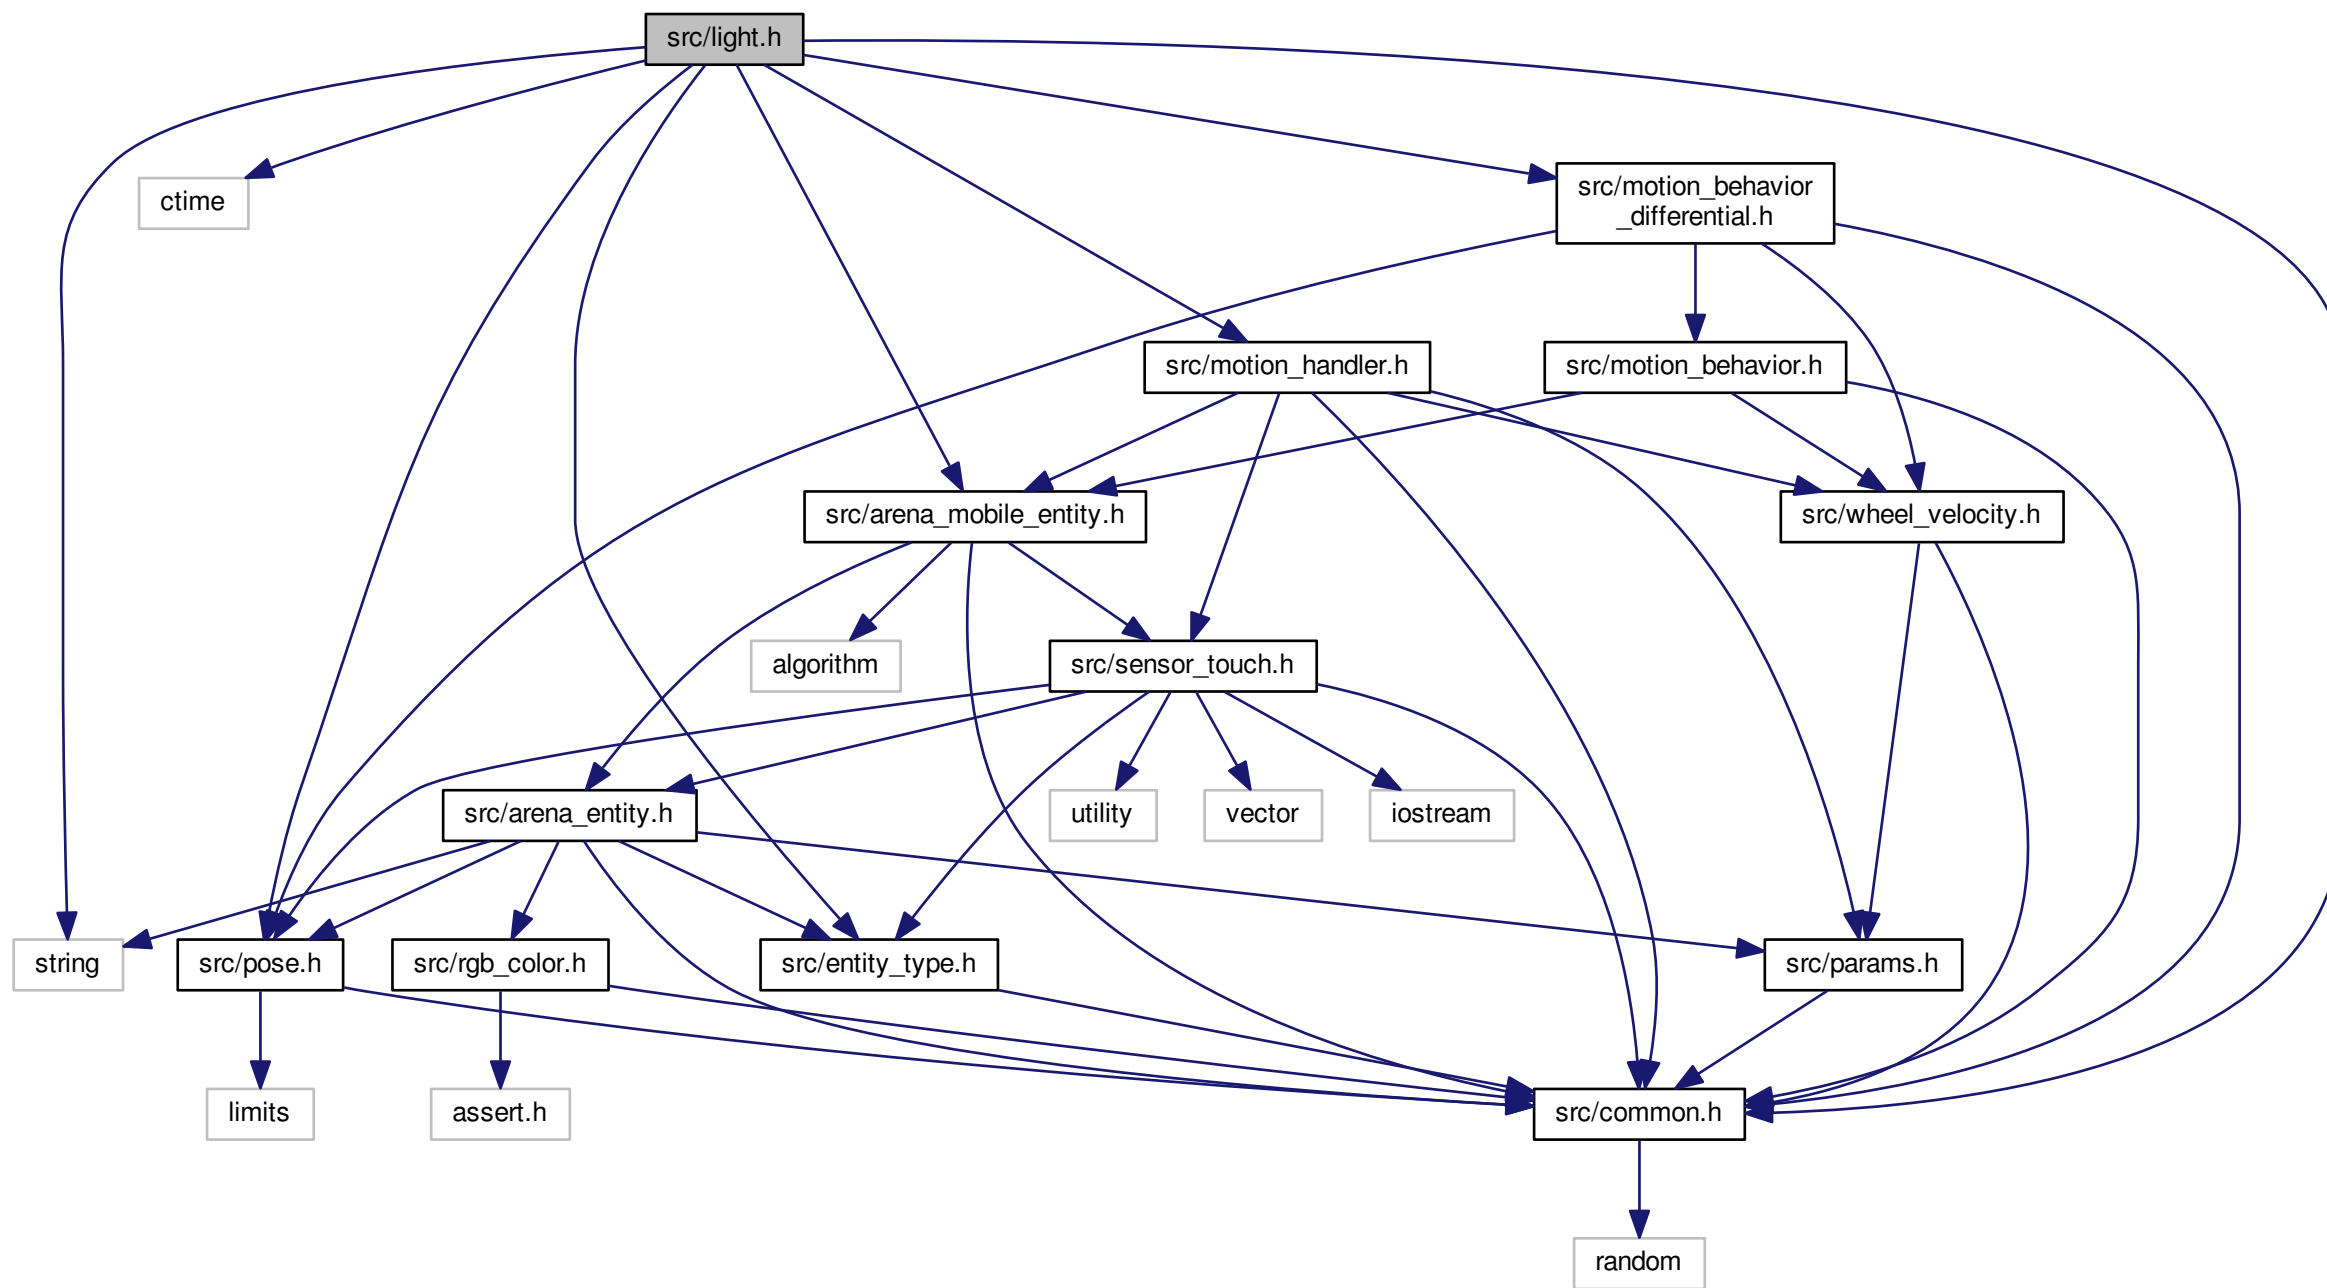 src/light.h
ctime
src/motion_behavior
_differential.h
src/motion_handler.h
src/motion_behavior.h
src/arena_mobile_entity.h
src/wheel_velocity.h
algorithm
src/sensor_touch.h
src/arena_entity.h
utility
vector
iostream
string
src/pose.h
src/rgb_color.h
src/entity_type.h
src/params.h
limits
assert.h
src/common.h
random